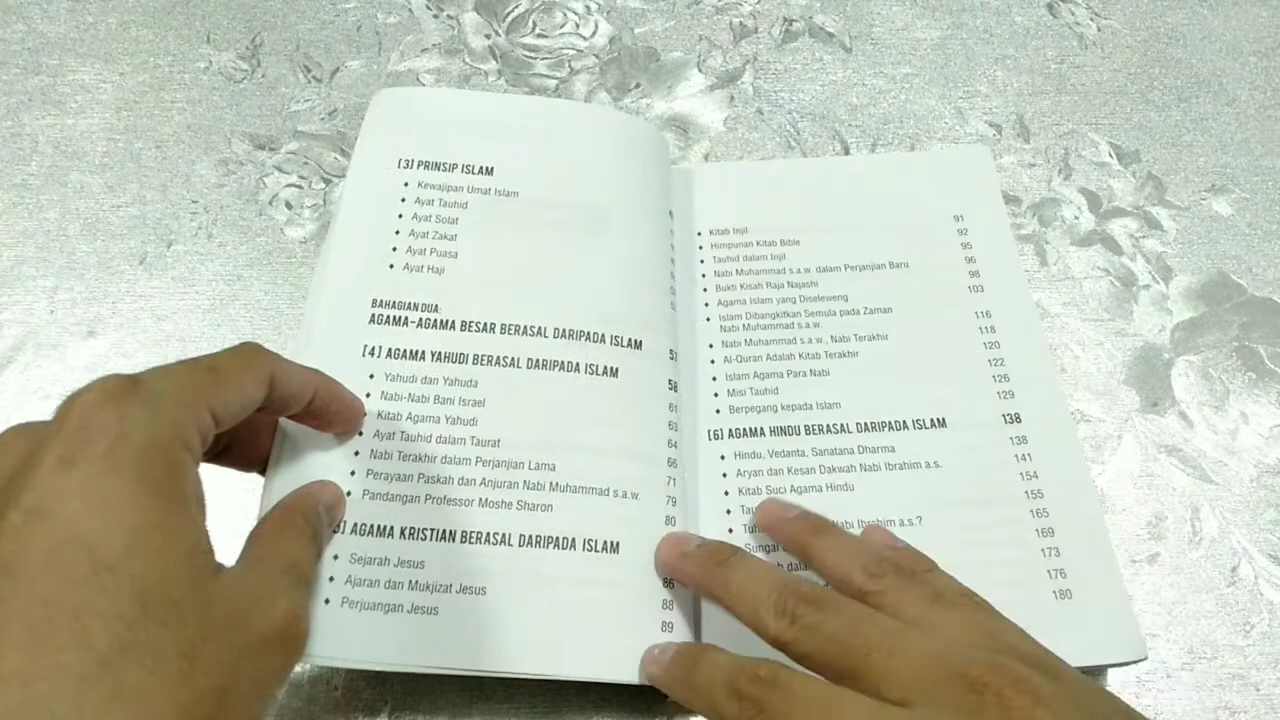 [3] PRINSIP ISLAM
♦ Kewajipan Umat Islam
♦ Ayat Tauhid
♦ Ayat Solat
♦ Ayat Zakat
♦ Ayat Puasa
♦ Ayat Haji
BAHAGIAN DUA:
AGAMA-AGAMA BESAR BERASAL DARIPADA ISLAM 57
[4] AGAMA YAHUDI BERASAL DARIPADA ISLAM 58
♦ Yahudi dan Yahuda 61
♦ Nabi-Nabi Bani Israel 63
♦ Kitab Agama Yahudi 64
♦ Ayat Tauhid dalam Taurat 66
♦ Nabi Terakhir dalam Perjanjian Lama 71
♦ Perayaan Paskah dan Anjuran Nabi Muhammad s.a.w. 79
♦ Pandangan Professor Moshe Sharon 80
AGAMA KRISTIAN BERASAL DARIPADA ISLAM
♦ Sejarah Jesus 86
♦ Ajaran dan Mukjizat Jesus 88
♦ Perjuangan Jesus 89
♦ Kitab Injil 91
♦ Himpunan Kitab Bible 92
♦ Tauhid dalam Injil 95
♦ Nabi Muhammad s.a.w. dalam Perjanjian Baru 96
♦ Bukti Kisah Raja Najashi 98
♦ Agama Islam yang Diseleweng 103
♦ Islam Dibangkitkan Semula pada Zaman
Nabi Muhammad s.a.w. 116
♦ Nabi Muhammad s.a.w., Nabi Terakhir 118
♦ Al-Quran Adalah Kitab Terakhir 120
♦ Islam Agama Para Nabi 122
♦ Misi Tauhid 126
♦ Berpegang kepada Islam 129
[6] AGAMA HINDU BERASAL DARIPADA ISLAM 138
♦ Hindu, Vedanta, Sanatana Dharma 138
♦ Aryan dan Kesan Dakwah Nabi Ibrahim a.s. 141
♦ Kitab Suci Agama Hindu 154
155
Nabi Ibrahim a.s.? 165
Sungai 169
173
176
180